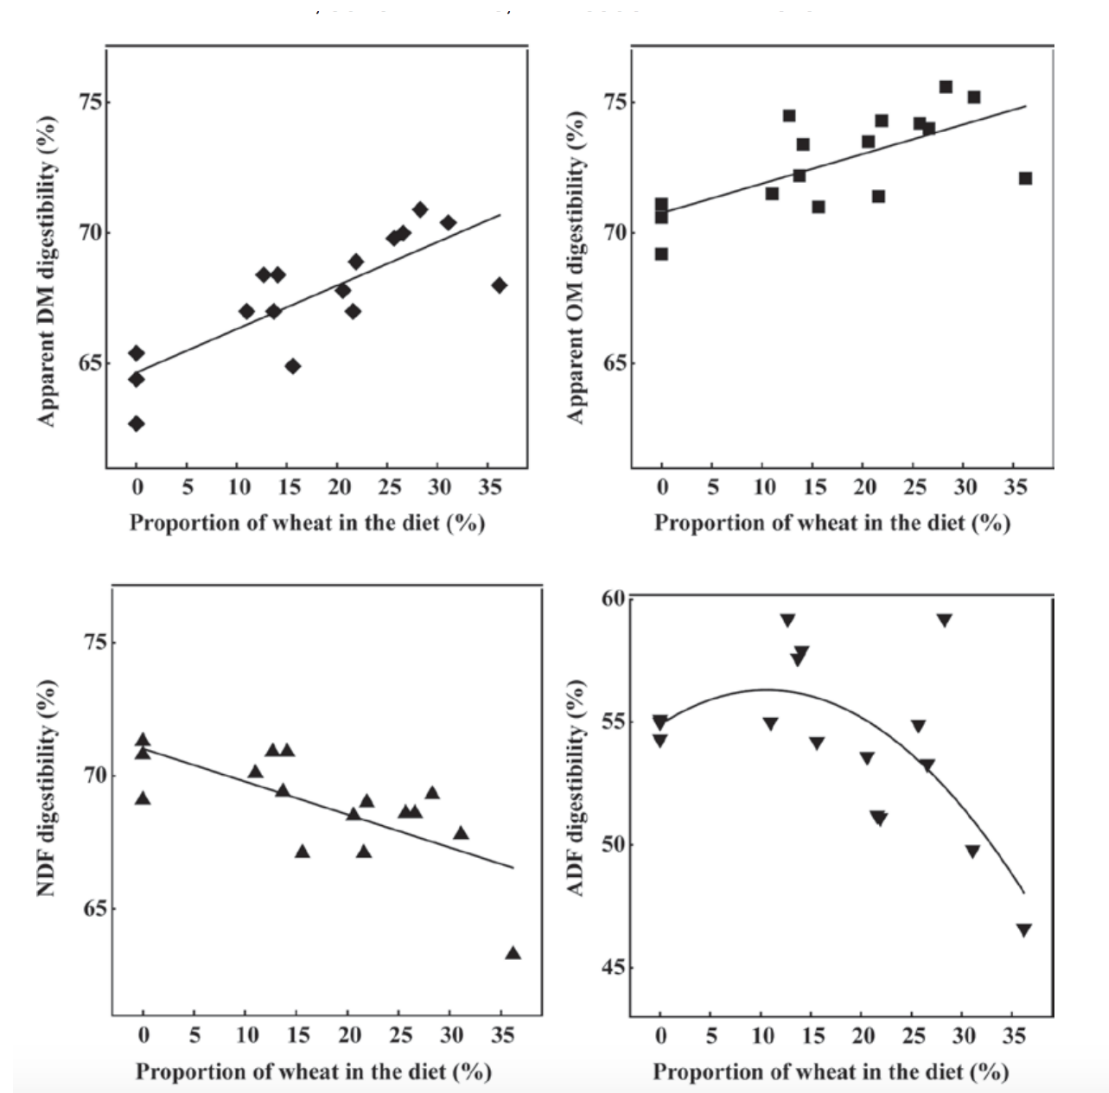 75
70
65
Apparent DM digestibility (%)
0 5 10 15 20 25 30 35
Proportion of wheat in the diet (%)
75
70
65
Apparent OM digestibility (%)
0 5 10 15 20 25 30 35
Proportion of wheat in the diet (%)
75
70
65
NDF digestibility (%)
0 5 10 15 20 25 30 35
Proportion of wheat in the diet (%)
60
55
50
45
ADF digestibility (%)
0 5 10 15 20 25 30 35
Proportion of wheat in the diet (%)